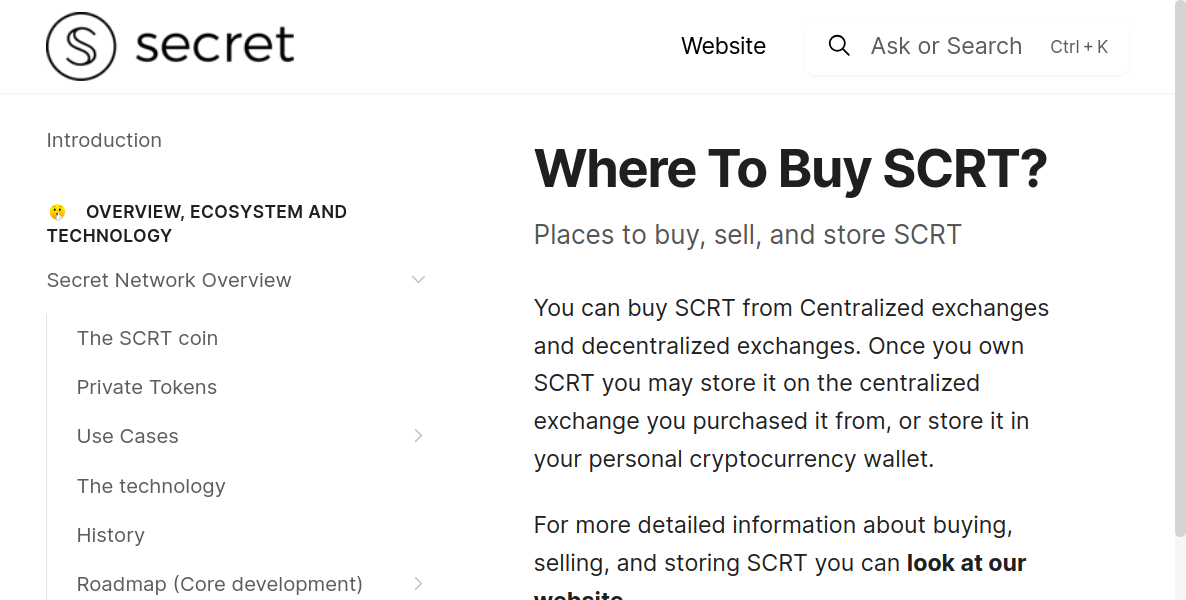 secret
Website
Ask or Search
Ctrl + K
Introduction
OVERVIEW, ECOSYSTEM AND
TECHNOLOGY
Secret Network Overview
The SCRT coin
Private Tokens
Use Cases
The technology
History
Roadmap (Core development)
Where To Buy SCRT?
Places to buy, sell, and store SCRT
You can buy SCRT from Centralized exchanges
and decentralized exchanges. Once you own
SCRT you may store it on the centralized
exchange you purchased it from, or store it in
your personal cryptocurrency wallet.
For more detailed information about buying,
selling, and storing SCRT you can look at our
website